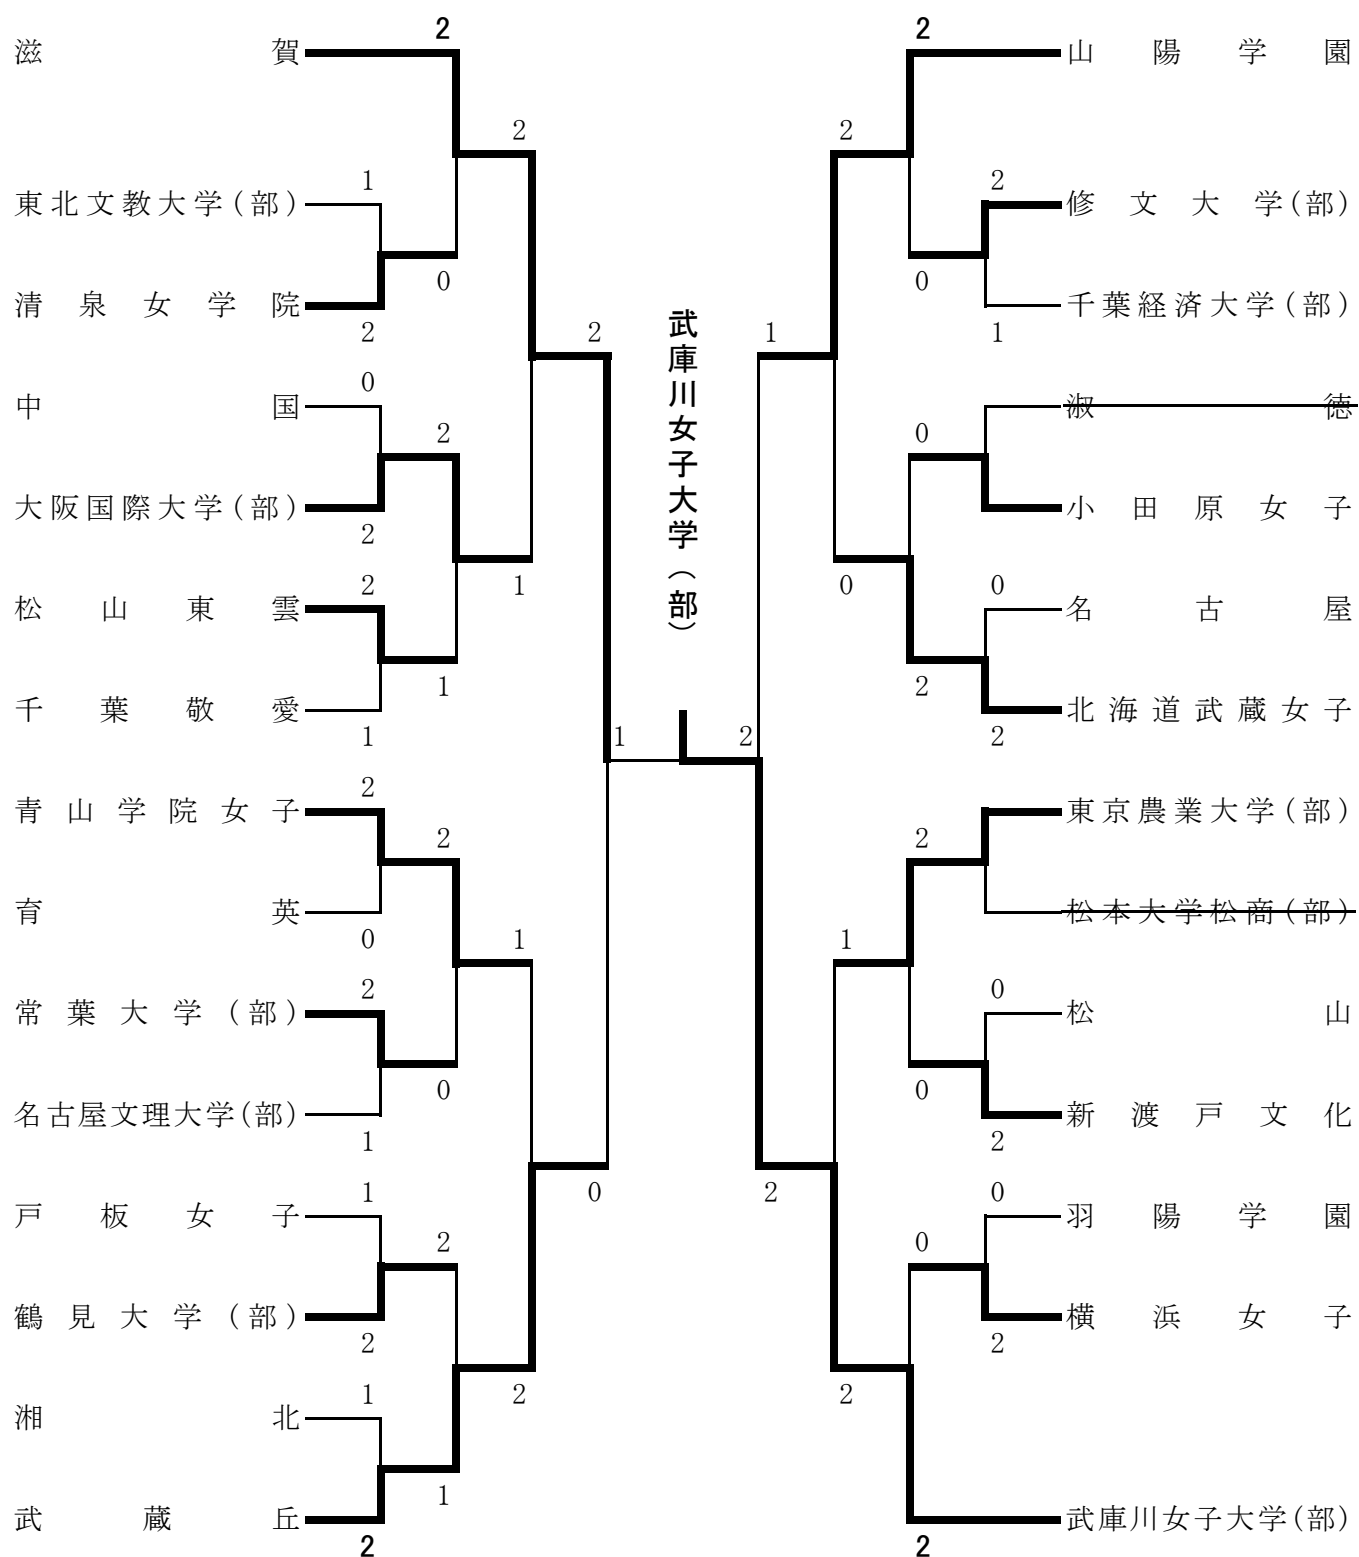 2
滋賀
2
東北文教大学(部)
1
0
清泉女学院
2
2
中国
0
2
大阪国際大学(部)
2
1
松山東雲
2
1
千葉敬愛
1
1
青山学院女子
2
2
育英
0
1
常葉大学(部)
2
0
名古屋文理大学(部)
1
0
戸板女子
1
2
鶴見大学(部)
2
2
湘北
1
1
武蔵丘
2
武庫川女子大学(部)
2
山陽学園
2
2
修文大学(部)
0
千葉経済大学(部)
1
1
淑徳
0
小田原女子
0
0
名古屋
2
北海道武蔵女子
2
2
東京農業大学(部)
2
松本大学松商(部)
1
0
松山
0
新渡戸文化
2
2
0
羽陽学園
0
横浜女子
2
2
武庫川女子大学(部)
2